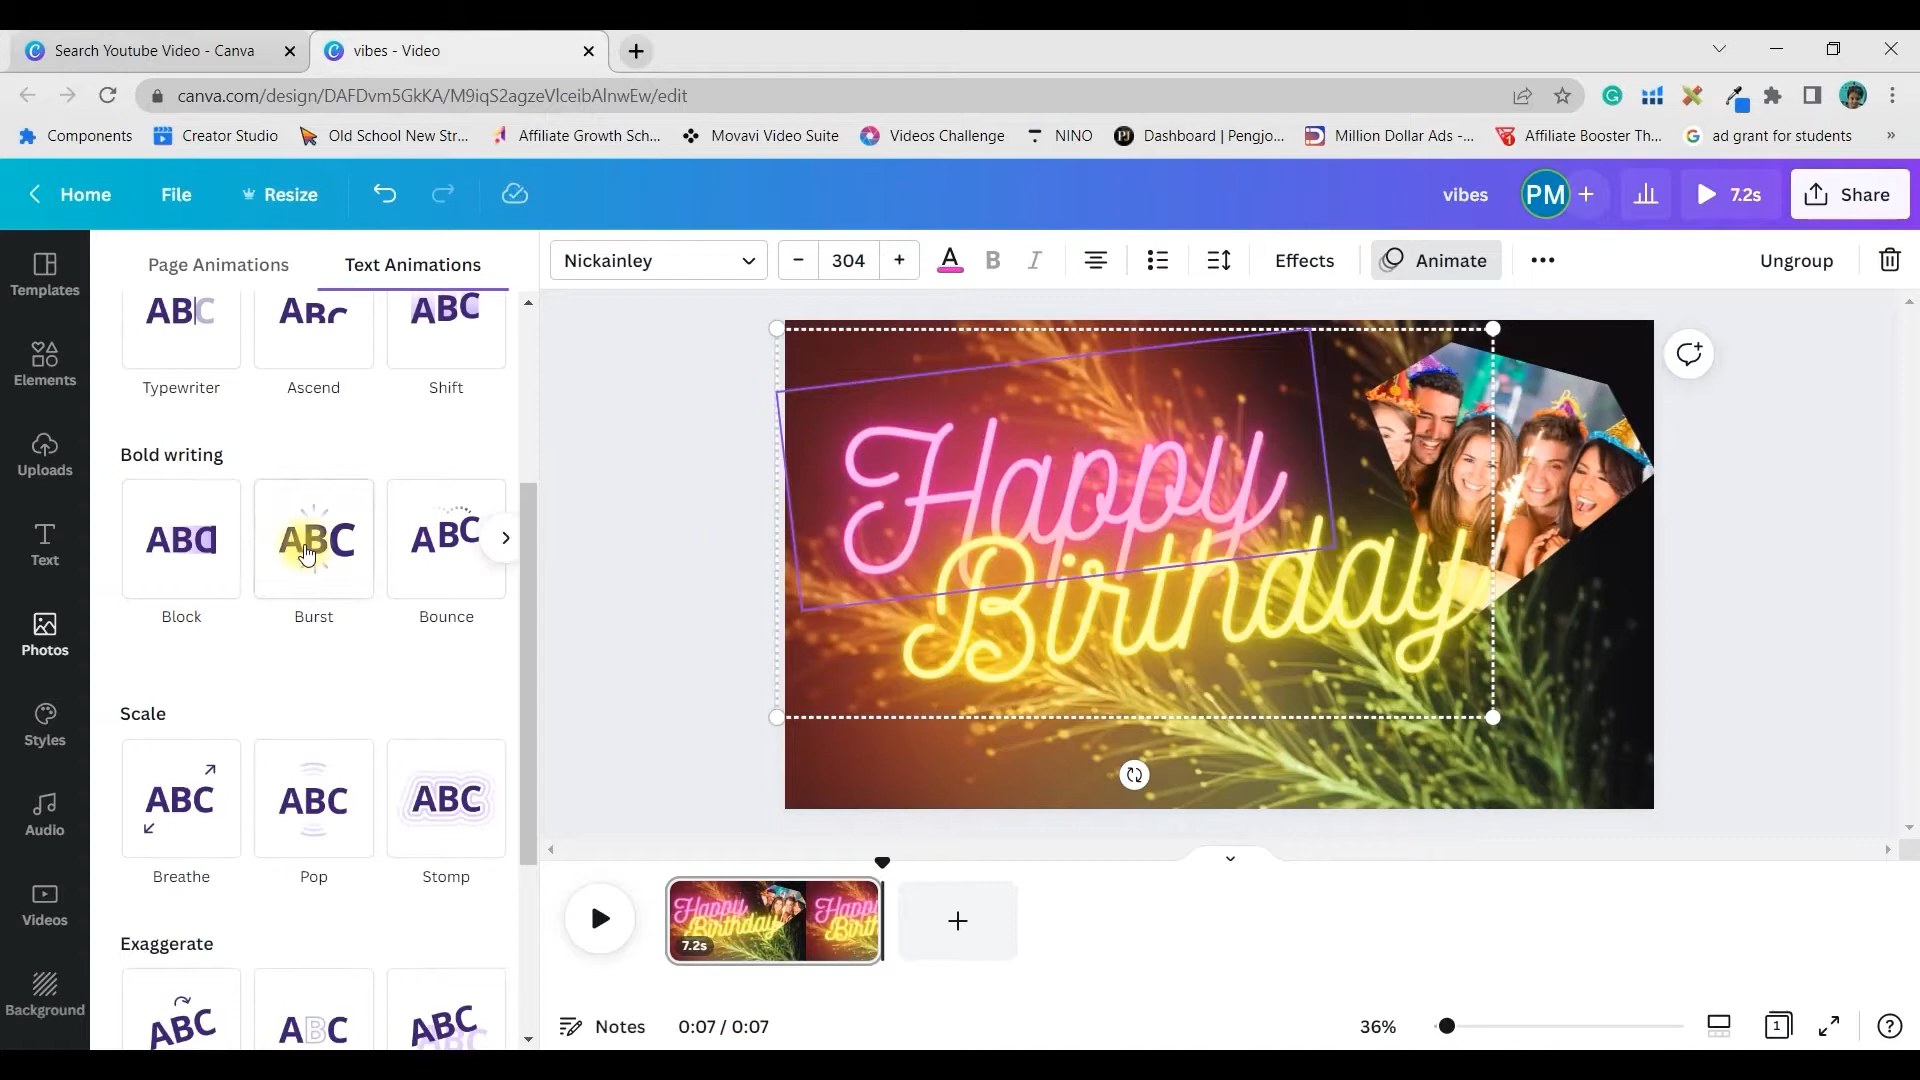 Search Youtube Video - Canva
vibes - Video
canva.com/design/DAFDvm5GkKA/M9iqS2agzeVlceibAlnwEw/edit
Components
Creator Studio
Old School New Str...
Affiliate Growth Sch...
Movavi Video Suite
Videos Challenge
NINO
Dashboard | Pengjo...
Million Dollar Ads -...
Affiliate Booster Th...
ad grant for students
»
Home
File
Resize
vibes
PM
+
7.2s
Share
Templates
Elements
Uploads
Text
Photos
Styles
Audio
Videos
Background
Page Animations
Text Animations
ABC
ABC
ABC
Typewriter
Ascend
Shift
Bold writing
ABC
ABC
ABC
Block
Burst
Bounce
Scale
ABC
ABC
ABC
Breathe
Pop
Stomp
Exaggerate
ABC
ABC
ABC
Nickainley
304
A
B
I
Effects
Animate
Ungroup
Happy
Birthday
Happy
Birthday
7.2s
Notes
0:07 / 0:07
36%
1
?